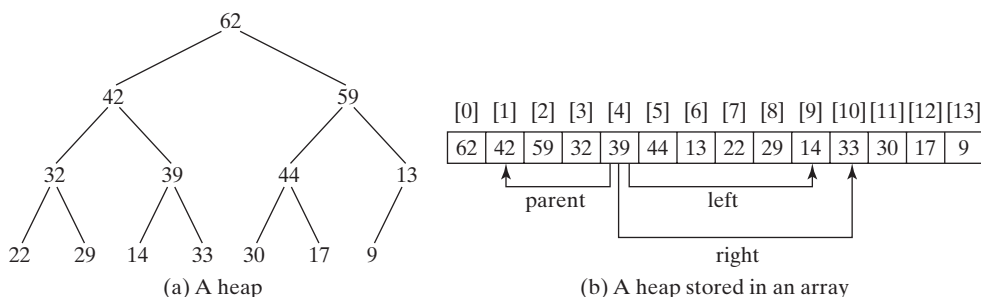 62
42 59
32 39 44 13
22 29 14 33 30 17 9
(a) A heap
[0] [1] [2] [3] [4] [5] [6] [7] [8] [9] [10] [11] [12] [13]
62 42 59 32 39 44 13 22 29 14 33 30 17 9
parent left
right
(b) A heap stored in an array